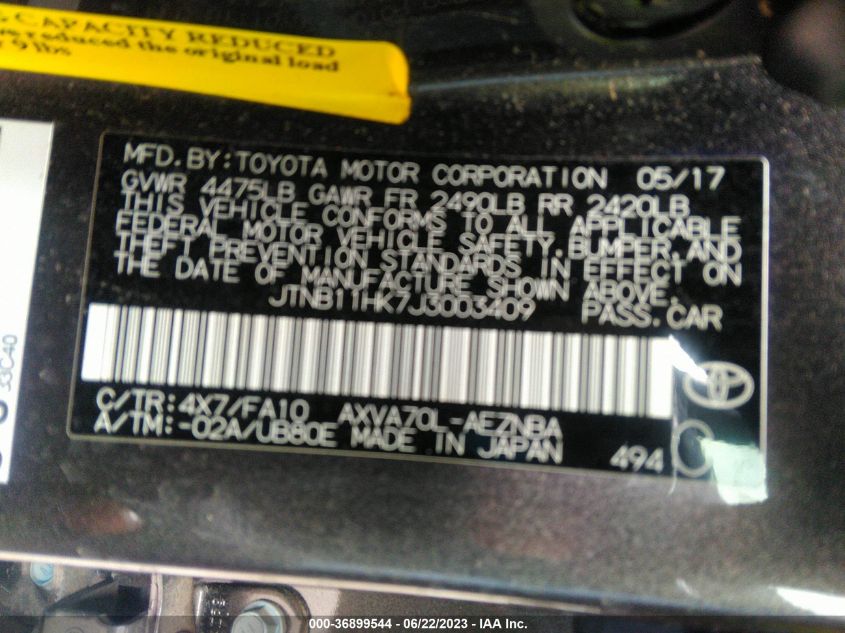 G CAPACITY REDUCED
reduced the original load
9 lbs
MFD. BY: TOYOTA MOTOR CORPORATION 05/17
GVWR 4475LB GAWR FR 2490LB RR 2420LB
THIS VEHICLE CONFORMS TO ALL APPLICABLE
FEDERAL MOTOR VEHICLE SAFETY, BUMPER, AND
THEFT PREVENTION STANDARDS IN EFFECT ON
THE DATE OF MANUFACTURE SHOWN ABOVE.
JTNB11HK7J3003409 PASS. CAR
C/TR: 4X7/FA10 AXVA70L-AEZNBA
A/TM: -02A/UB80E MADE IN JAPAN 494
33C40
000-36899544 - 06/22/2023 - IAA Inc.